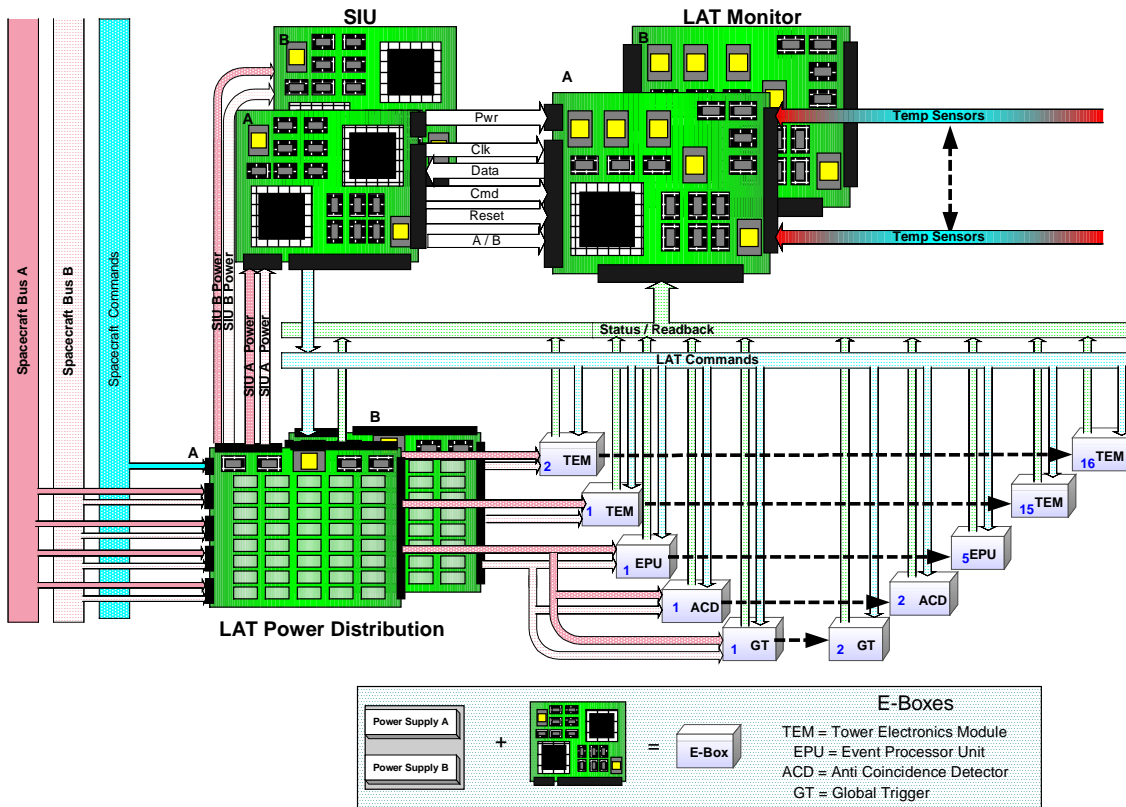 SIU
LAT Monitor
B
B
A
A
Pwr
Clk
Data
Cmd
Reset
A / B
Temp Sensors
Temp Sensors
Spacecraft Bus A
Spacecraft Bus B
Spacecraft Commands
SIU B Power
SIU B Power
SIU A Power
SIU A Power
Status / Readback
LAT Commands
A
B
2 TEM
16 TEM
1 TEM
15 TEM
1 EPU
5 EPU
1 ACD
2 ACD
1 GT
2 GT
LAT Power Distribution
Power Supply A
Power Supply B
+
=
E-Box
E-Boxes
TEM = Tower Electronics Module
EPU = Event Processor Unit
ACD = Anti Coincidence Detector
GT = Global Trigger